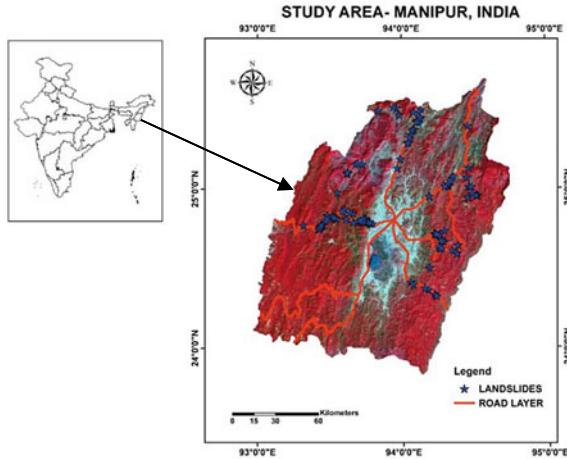 STUDY AREA- MANIPUR, INDIA
93°0'0"E 94°0'0"E 95°0'0"E
N
W E
S
25°0'0"N
24°0'0"N
Legend
LANDSLIDES
ROAD LAYER
Kilometers
0 15 30 60
93°0'0"E 94°0'0"E 95°0'0"E